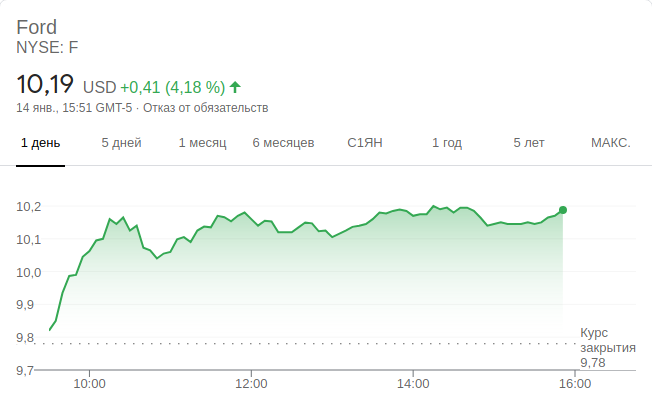 Ford
NYSE: F
10,19 USD +0,41 (4,18 %)
14 янв., 15:51 GMT-5 · Отказ от обязательств
1 день 5 дней 1 месяц 6 месяцев С1ЯН 1 год 5 лет МАКС.
10,2
10,1
10,0
9,9
9,8
Курс
закрытия
9,78
9,7
10:00 12:00 14:00 16:00